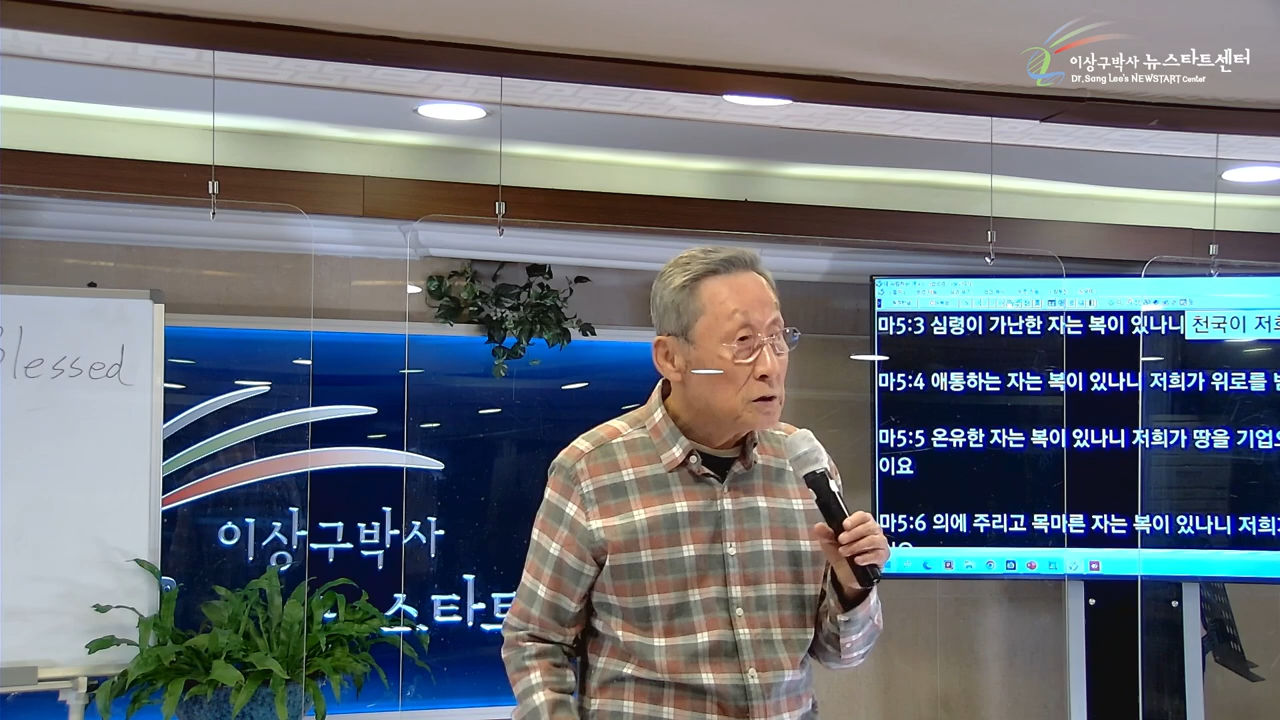 이상구박사 뉴스타트센터
Dr. Sang Lee's NEWSTART Center
Blessed
이상구박사
스타트
마5:3 심령이 가난한 자는 복이 있나니 천국이 저희
마5:4 애통하는 자는 복이 있나니 저희가 위로를 받
마5:5 온유한 자는 복이 있나니 저희가 땅을 기업으
이요
마5:6 의에 주리고 목마른 자는 복이 있나니 저희가